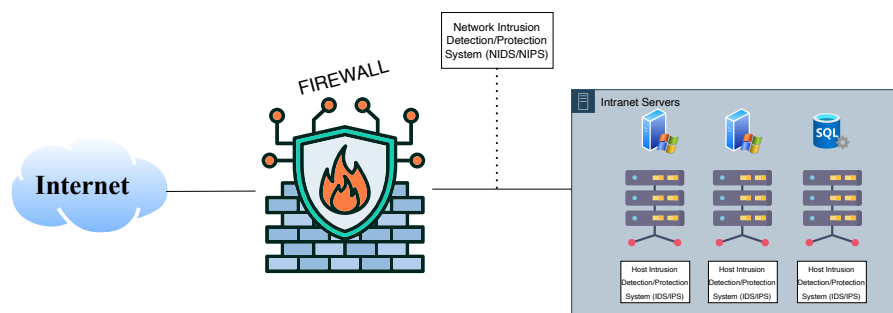 Network Intrusion
Detection/Protection
System (NIDS/NIPS)
FIREWALL
Internet
Intranet Servers
SQL
Host Intrusion
Detection/Protection
System (IDS/IPS)
Host Intrusion
Detection/Protection
System (IDS/IPS)
Host Intrusion
Detection/Protection
System (IDS/IPS)